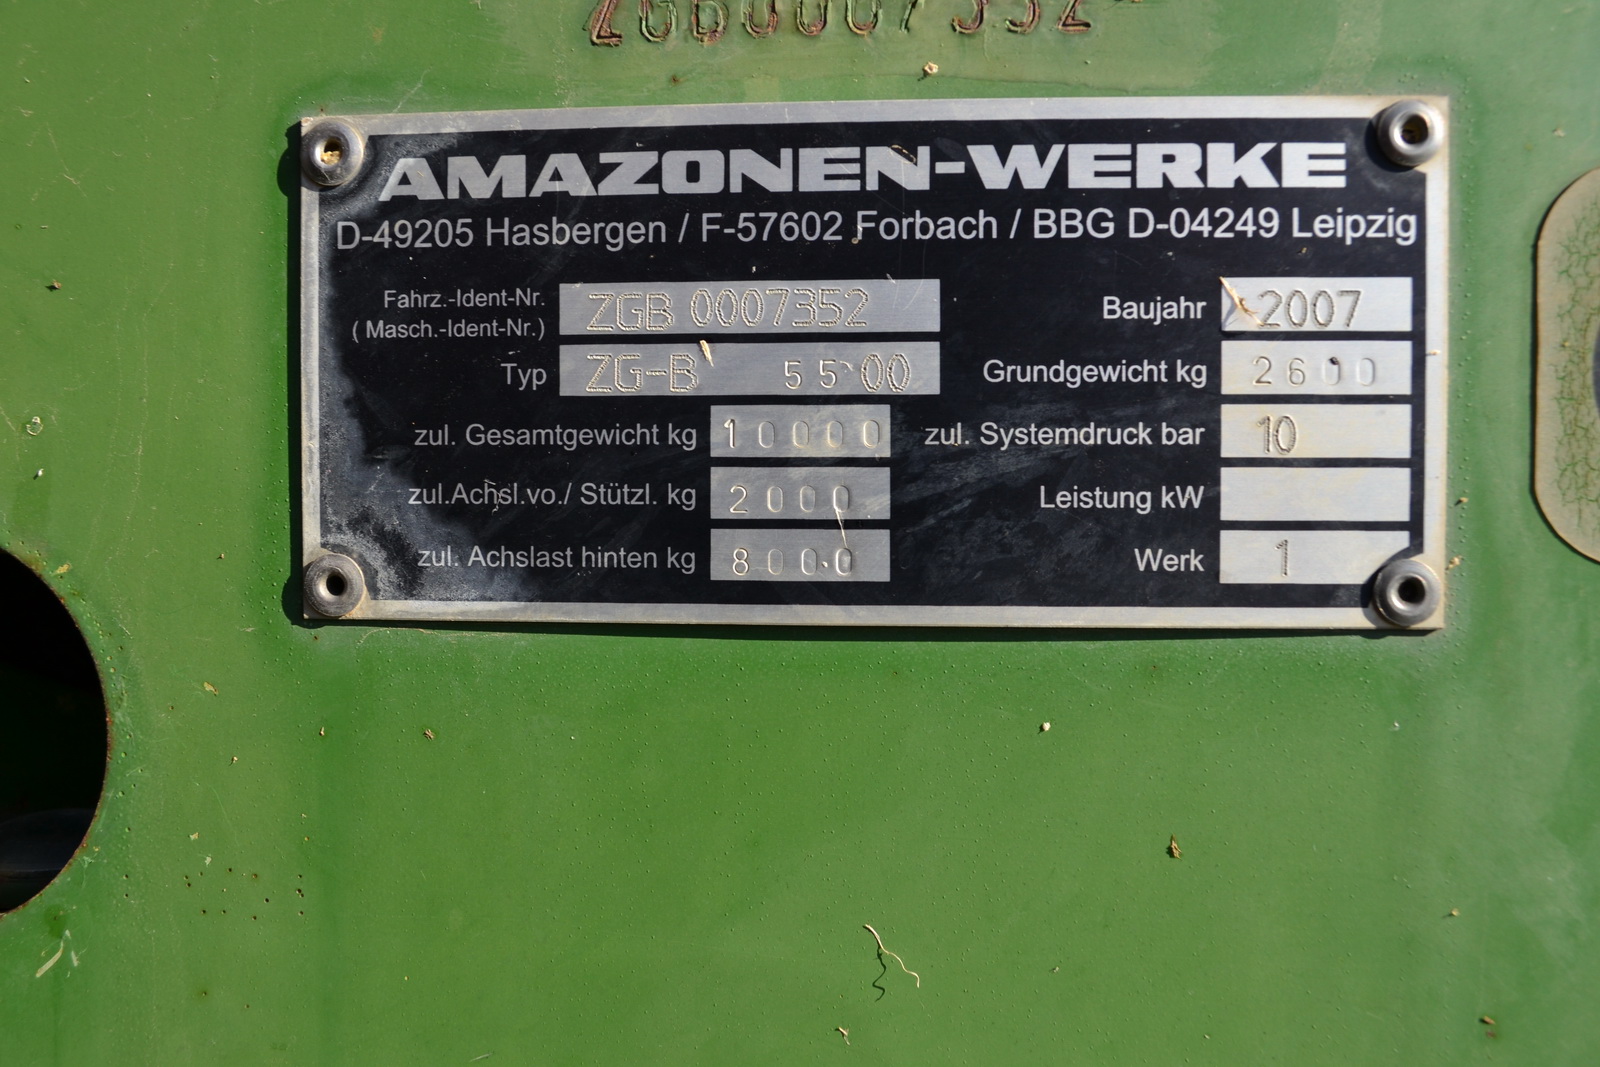 ZGB0007352
AMAZONEN-WERKE
D-49205 Hasbergen / F-57602 Forbach / BBG D-04249 Leipzig
Fahrz.-Ident-Nr.
( Masch.-Ident-Nr.) ZGB 0007352
Baujahr 2007
Typ ZG-B 5500
Grundgewicht kg 2600
zul. Gesamtgewicht kg 10000
zul. Systemdruck bar 10
zul.Achsl.vo./ Stützl. kg 2000
Leistung kW
zul. Achslast hinten kg 8000
Werk 1